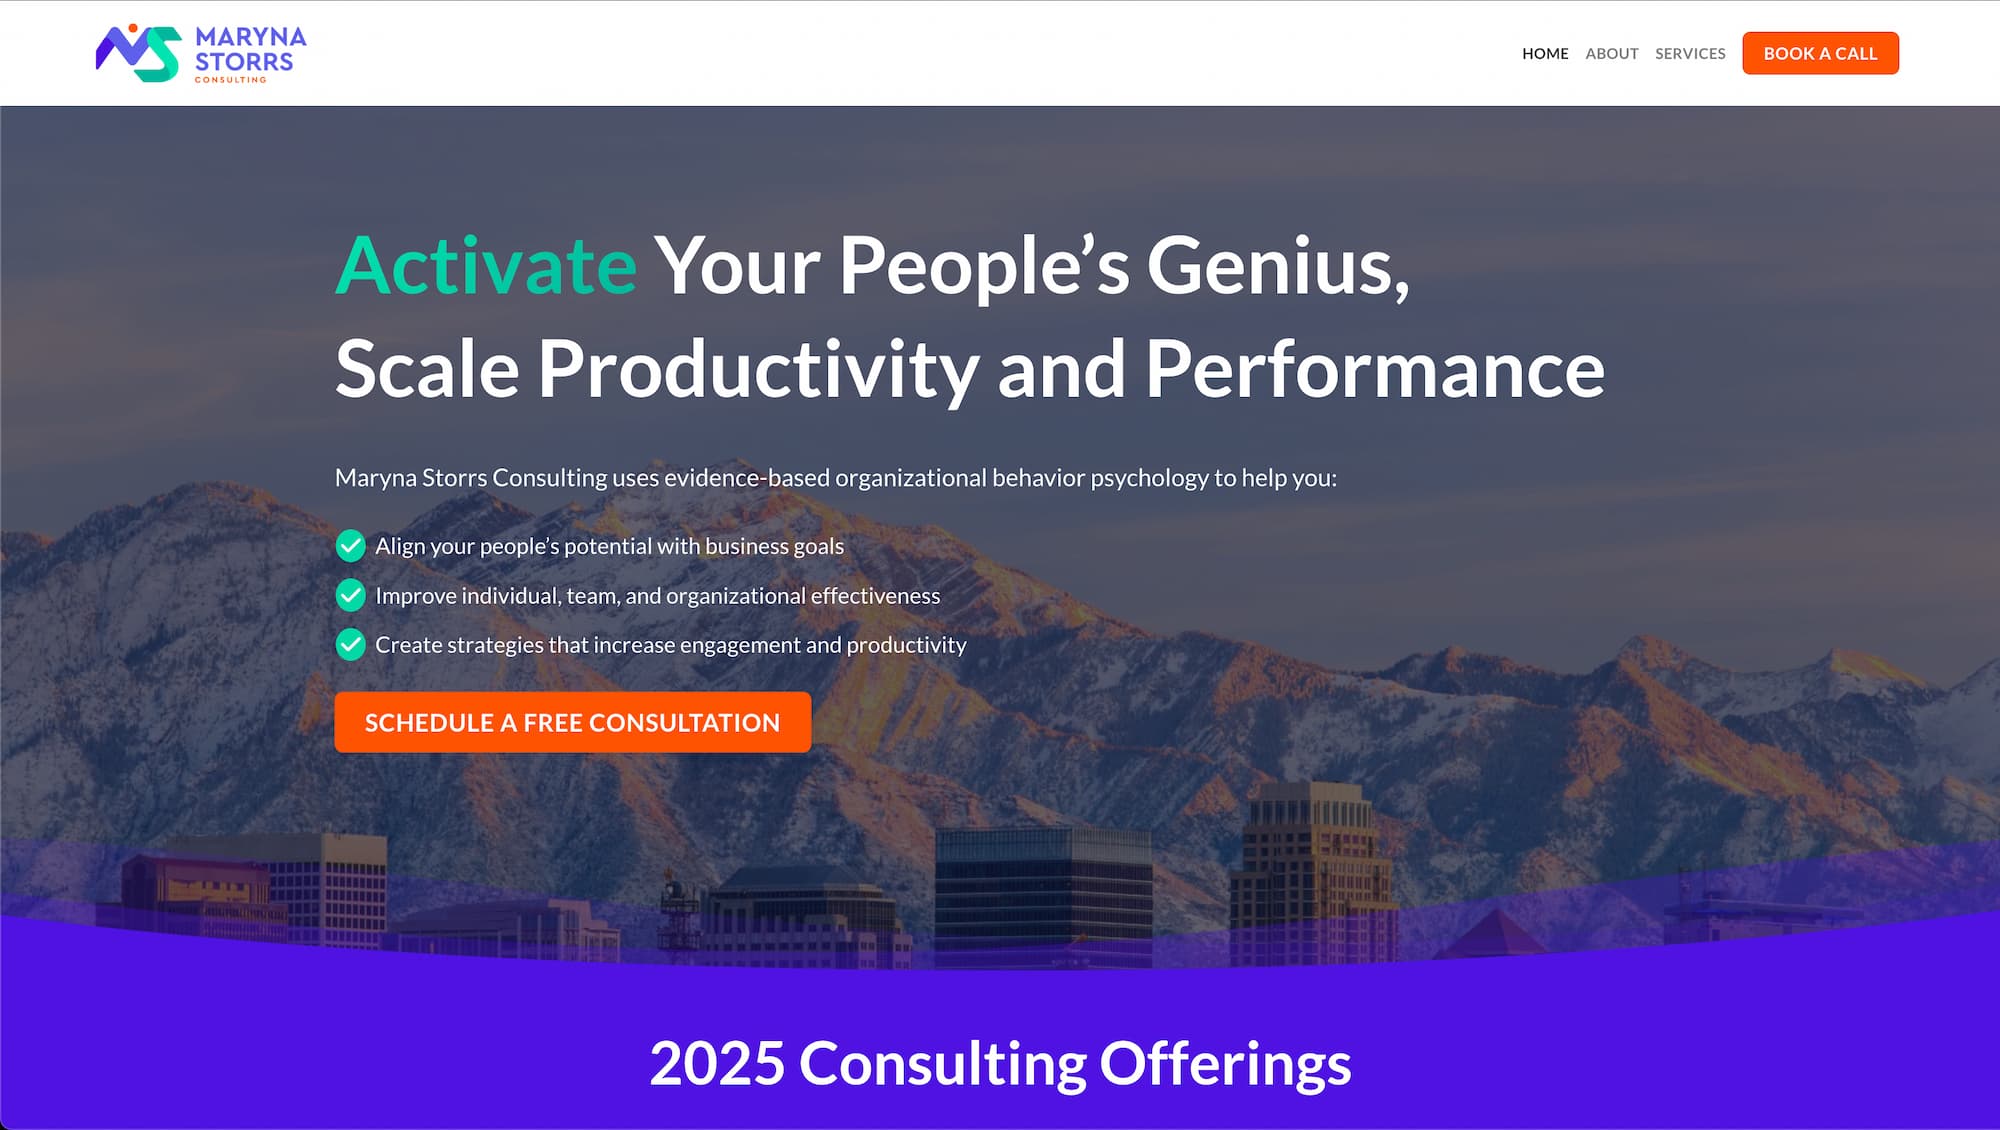 MARYNA
STORRS
CONSULTING
HOME
ABOUT
SERVICES
BOOK A CALL
Activate Your People’s Genius,
Scale Productivity and Performance
Maryna Storrs Consulting uses evidence-based organizational behavior psychology to help you:
Align your people’s potential with business goals
Improve individual, team, and organizational effectiveness
Create strategies that increase engagement and productivity
SCHEDULE A FREE CONSULTATION
2025 Consulting Offerings